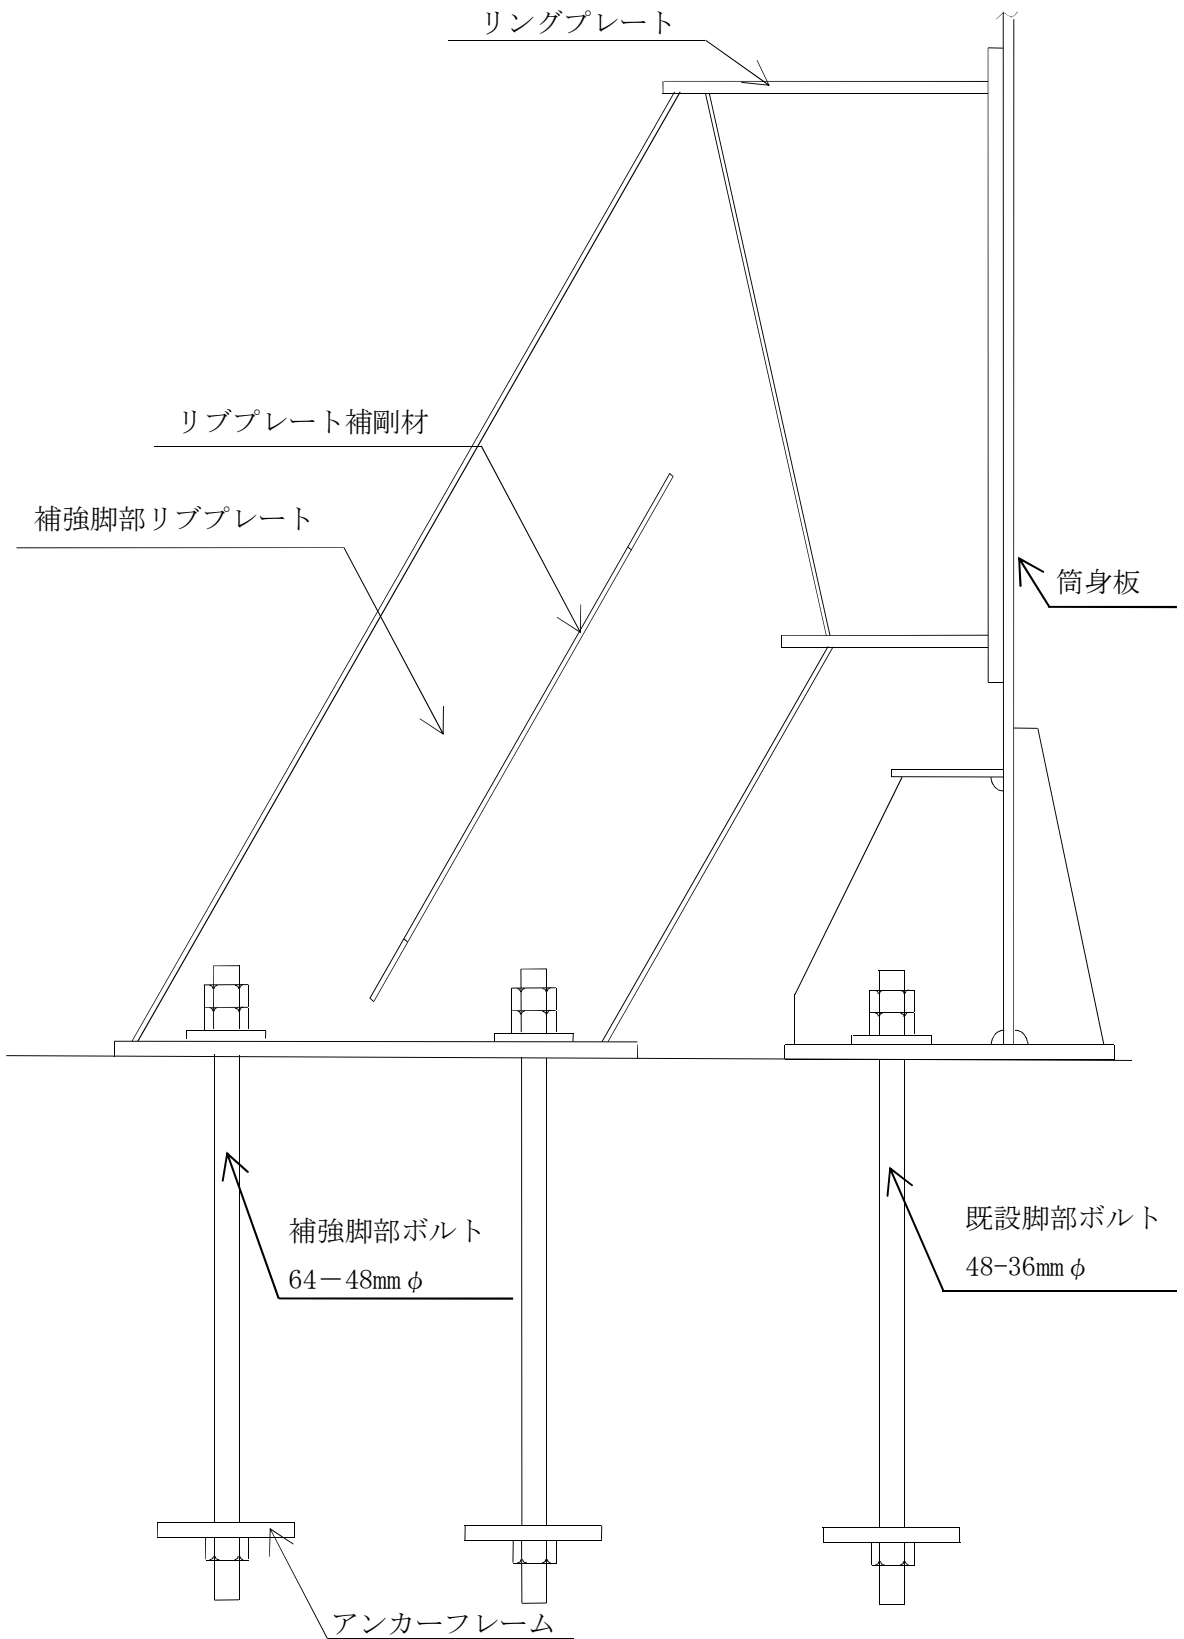 リングプレート
リブプレート補剛材
補強脚部リブプレート
筒身板
補強脚部ボルト
64－48mmφ
既設脚部ボルト
48-36mmφ
アンカーフレーム